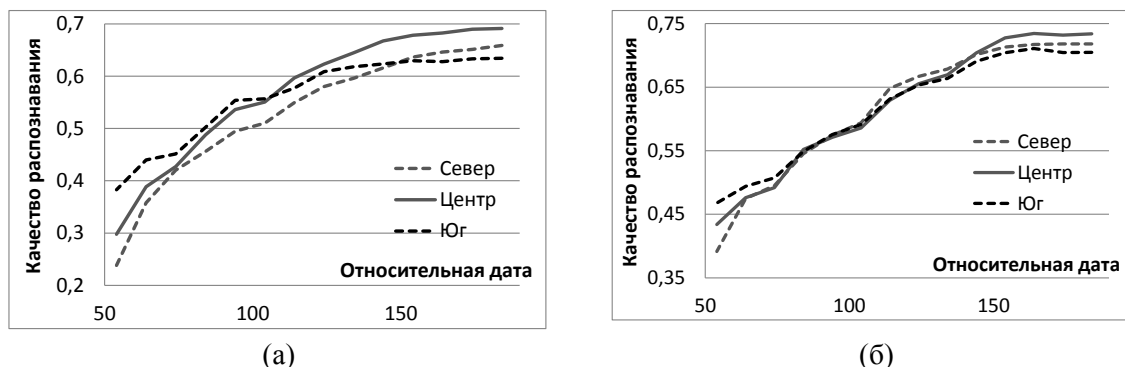 Качество распознавания
0,7
0,6
0,5
0,4
0,3
0,2
50
100
150
Север
Центр
Юг
Относительная дата
(а)
Качество распознавания
0,75
0,65
0,55
0,45
0,35
50
100
150
Север
Центр
Юг
Относительная дата
(б)